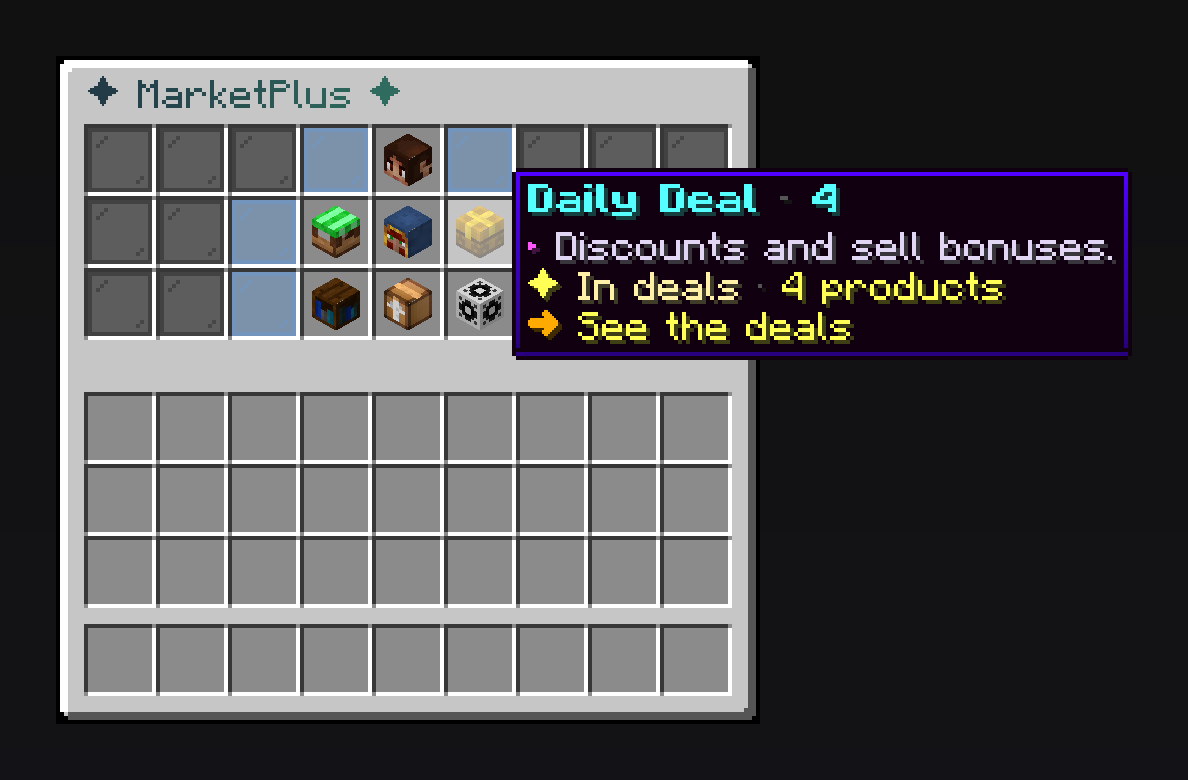 ✦ MarketPlus ✦
Daily Deal · 4
▸ Discounts and sell bonuses.
✦ In deals · 4 products
➡ See the deals